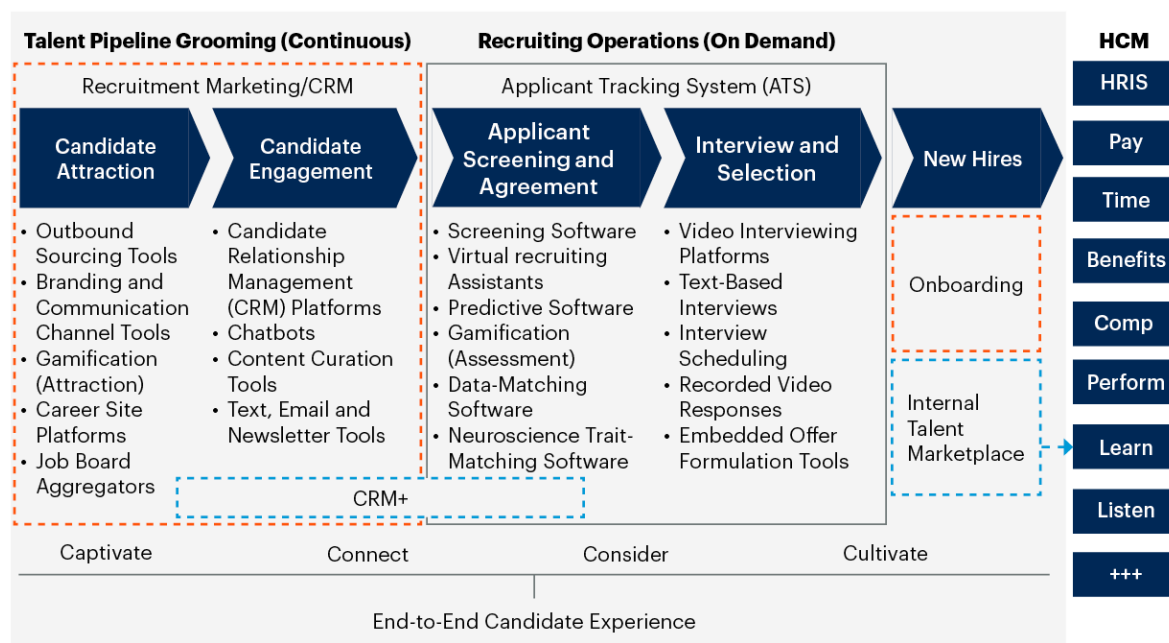 Talent Pipeline Grooming (Continuous)
Recruiting Operations (On Demand)
HCM
Recruitment Marketing/CRM
Applicant Tracking System (ATS)
Candidate
Attraction
Candidate
Engagement
Applicant
Screening and
Agreement
Interview and
Selection
New Hires
• Outbound
Sourcing Tools
• Branding and
Communication
Channel Tools
• Gamification
(Attraction)
• Career Site
Platforms
• Job Board
Aggregators
• Candidate
Relationship
Management
(CRM) Platforms
• Chatbots
• Content Curation
Tools
• Text, Email and
Newsletter Tools
• Screening Software
• Virtual recruiting
Assistants
• Predictive Software
• Gamification
(Assessment)
• Data-Matching
Software
• Neuroscience Trait-
Matching Software
• Video Interviewing
Platforms
• Text-Based
Interviews
• Interview
Scheduling
• Recorded Video
Responses
• Embedded Offer
Formulation Tools
Onboarding
Internal
Talent
Marketplace
CRM+
Captivate
Connect
Consider
Cultivate
End-to-End Candidate Experience
HRIS
Pay
Time
Benefits
Comp
Perform
Learn
Listen
+++